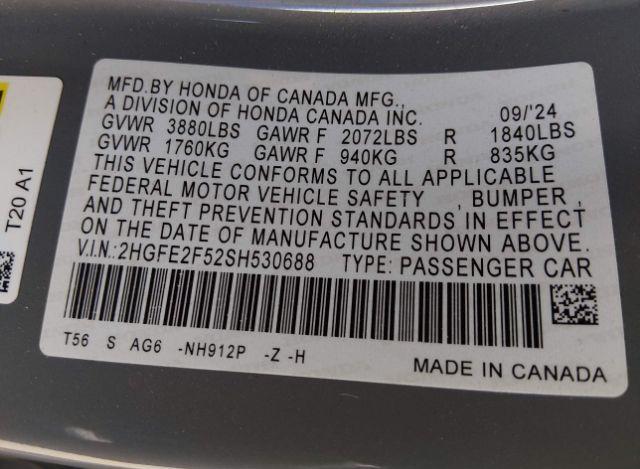 MFD.BY HONDA OF CANADA MFG.,
A DIVISION OF HONDA CANADA INC. 09/'24
GVWR 3880LBS GAWR F 2072LBS R 1840LBS
GVWR 1760KG GAWR F 940KG R 835KG
THIS VEHICLE CONFORMS TO ALL APPLICABLE
FEDERAL MOTOR VEHICLE SAFETY , BUMPER ,
AND THEFT PREVENTION STANDARDS IN EFFECT
ON THE DATE OF MANUFACTURE SHOWN ABOVE.
V.I.N.:2HGFE2F52SH530688 TYPE: PASSENGER CAR
T56 S AG6 -NH912P -Z -H
MADE IN CANADA
T20 A1